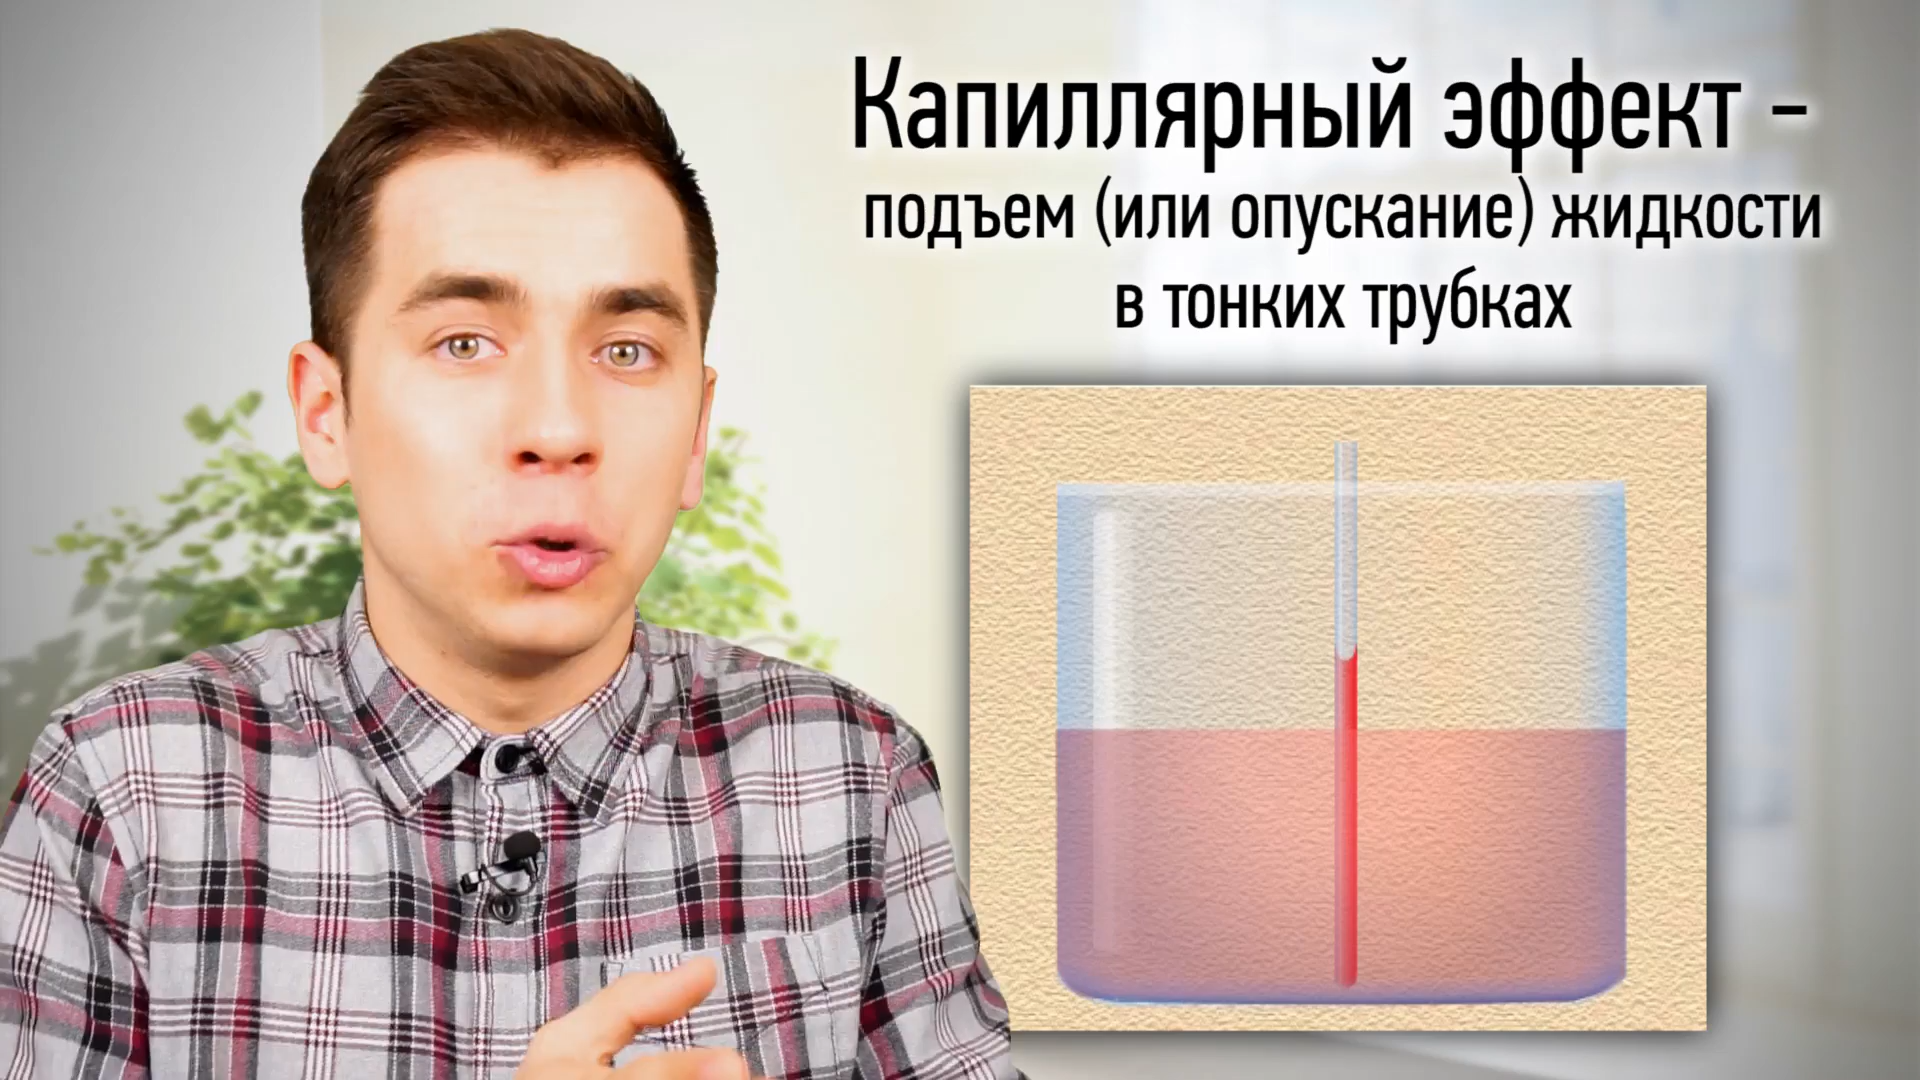 Капиллярный эффект –
подъем (или опускание) жидкости
в тонких трубках